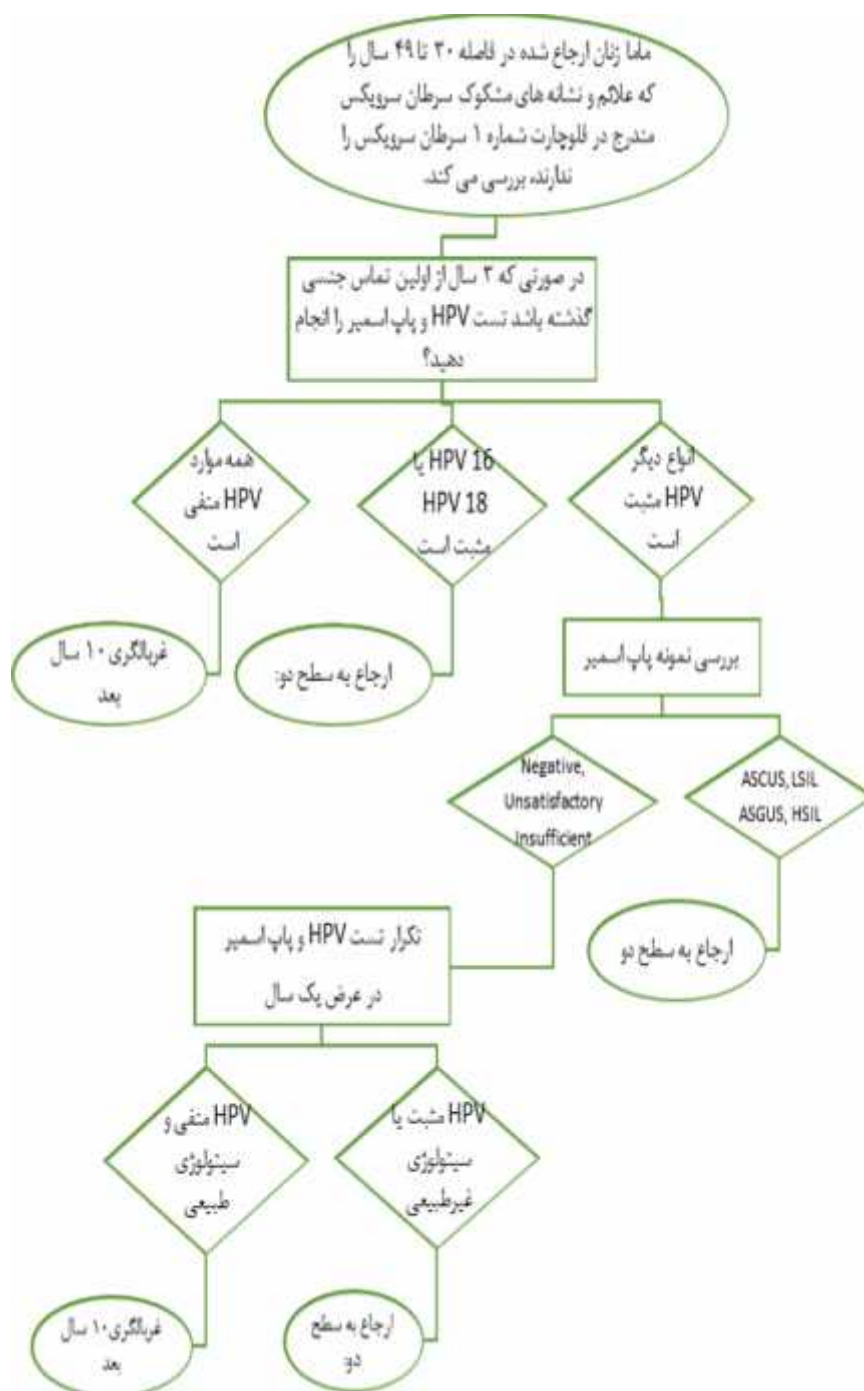 ماما زنان ارجاع شده در فاصله ۳۰ تا ۴۹ سال را
که علائم و نشانه های مشکوک سرطان سرویکس
مندرج در فلوچارت شماره ۱ سرطان سرویکس را
ندارند، بررسی می کند.
در صورتی که ۳ سال از اولین تماس جنسی
گذشته باشد تست HPV و پاپ اسمیر را انجام
دهید؟
انواع دیگر
HPV مثبت
است
HPV 16 یا
HPV 18
مثبت است
همه موارد
HPV منفی
است
بررسی نمونه پاپ اسمیر
ارجاع به سطح دو:
غربالگری ۱۰ سال
بعد
ASCUS, LSIL
ASGUS, HSIL
Negative,
Unsatisfactory
Insufficient
ارجاع به سطح دو
تکرار تست HPV و پاپ اسمیر
در عرض یک سال
HPV مثبت یا
سیتولوژی
غیرطبیعی
HPV منفی و
سیتولوژی
طبیعی
ارجاع به سطح
دو:
غربالگری ۱۰ سال
بعد